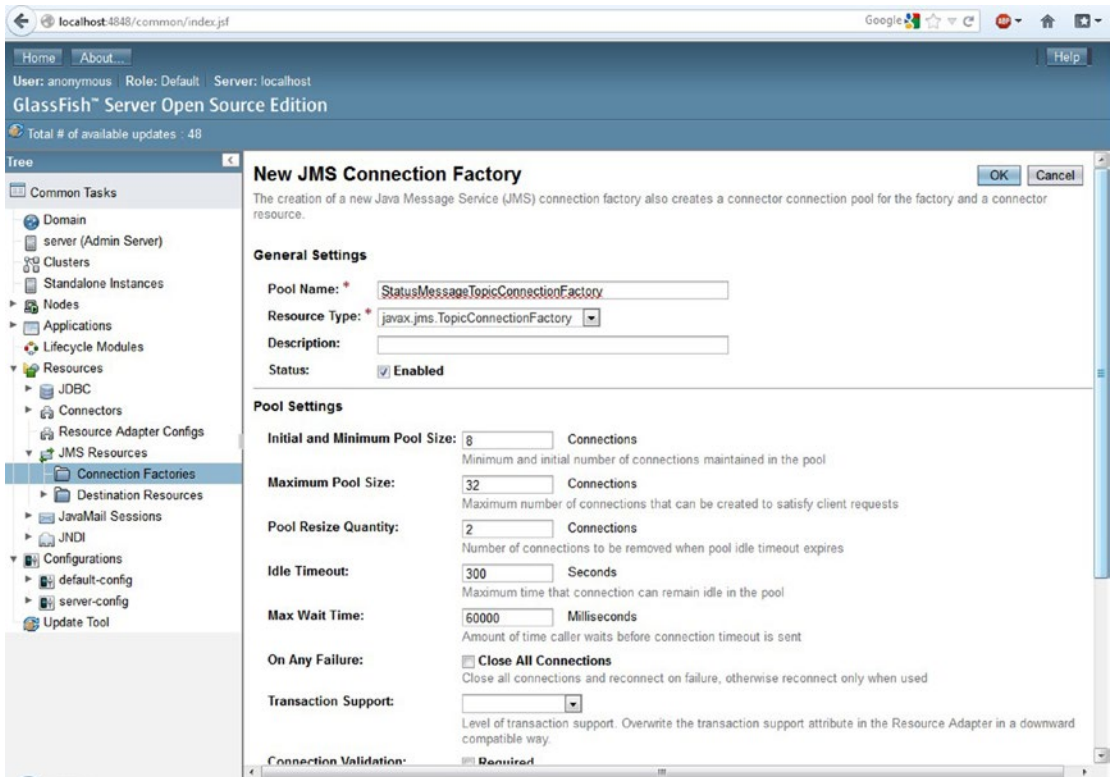 localhost:4848/common/index.jsf
Google
Home About... Help
User: anonymous Role: Default Server: localhost
GlassFish™ Server Open Source Edition
Total # of available updates : 48
Tree
Common Tasks
Domain
server (Admin Server)
Clusters
Standalone Instances
Nodes
Applications
Lifecycle Modules
Resources
JDBC
Connectors
Resource Adapter Configs
JMS Resources
Connection Factories
Destination Resources
JavaMail Sessions
JNDI
Configurations
default-config
server-config
Update Tool
New JMS Connection Factory
OK Cancel
The creation of a new Java Message Service (JMS) connection factory also creates a connector connection pool for the factory and a connector
resource.
General Settings
Pool Name: * StatusMessageTopicConnectionFactory
Resource Type: * javax.jms.TopicConnectionFactory
Description:
Status: Enabled
Pool Settings
Initial and Minimum Pool Size: 8 Connections
Minimum and initial number of connections maintained in the pool
Maximum Pool Size: 32 Connections
Maximum number of connections that can be created to satisfy client requests
Pool Resize Quantity: 2 Connections
Number of connections to be removed when pool idle timeout expires
Idle Timeout: 300 Seconds
Maximum time that connection can remain idle in the pool
Max Wait Time: 60000 Milliseconds
Amount of time caller waits before connection timeout is sent
On Any Failure: Close All Connections
Close all connections and reconnect on failure, otherwise reconnect only when used
Transaction Support:
Level of transaction support. Overwrite the transaction support attribute in the Resource Adapter in a downward
compatible way.
Connection Validation: Required